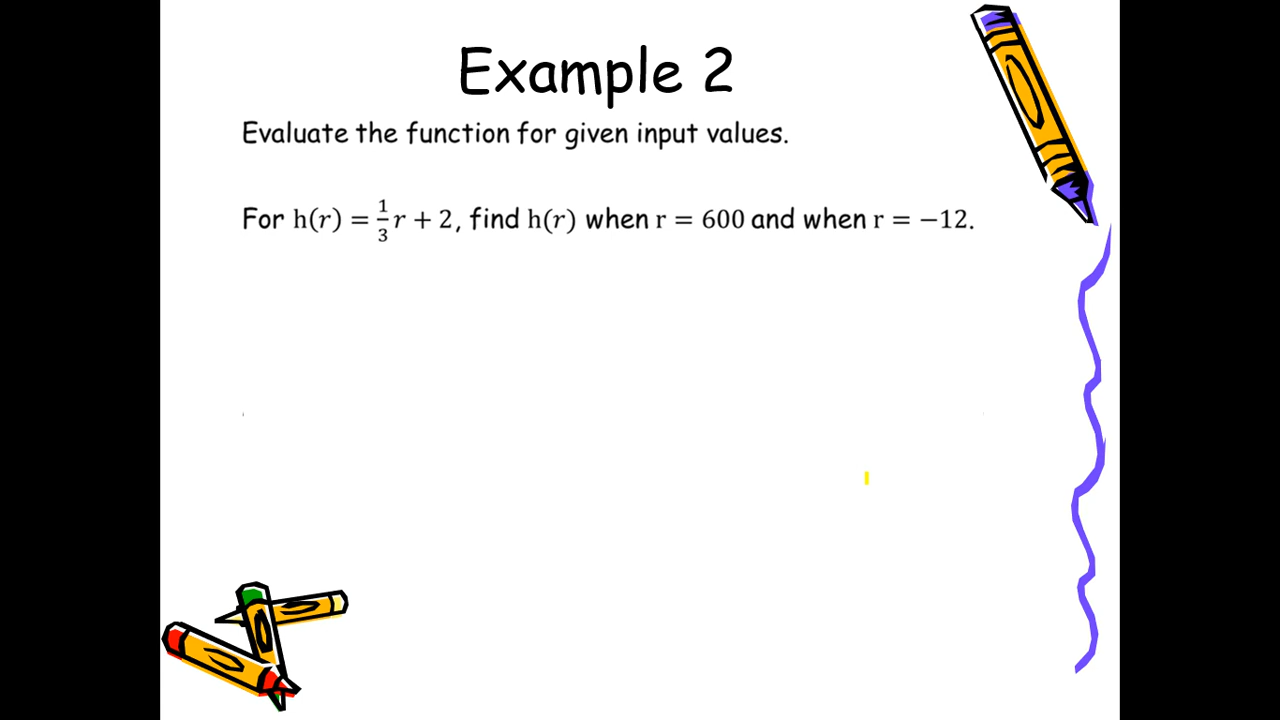 Example 2
Evaluate the function for given input values.
For h(r) = 1/3 r + 2, find h(r) when r = 600 and when r = −12.